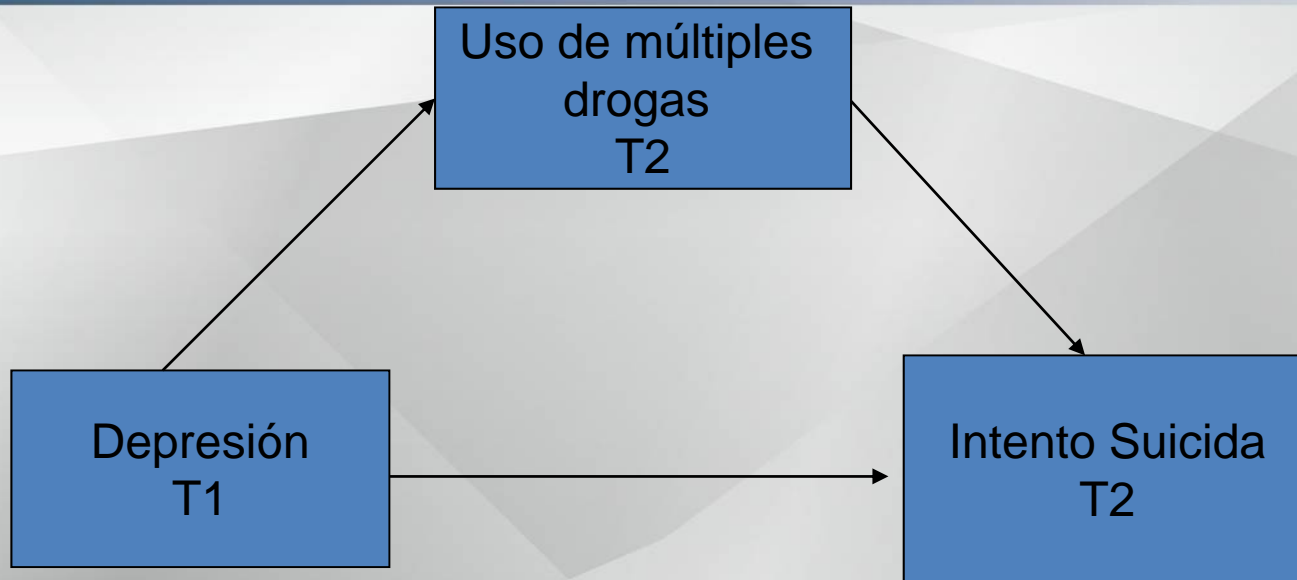 Uso de múltiples
drogas
T2
Depresión
T1
Intento Suicida
T2